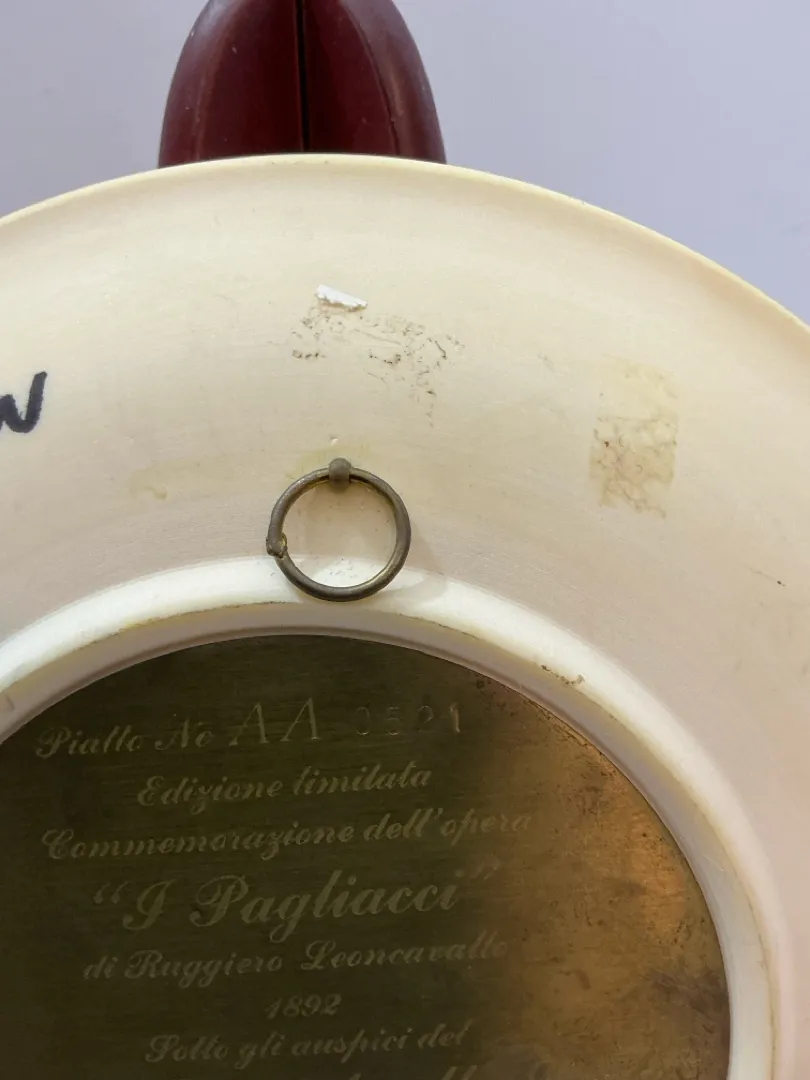 Piatto No AA 0521
Edizione limitata
Commemorazione dell'opera
"I Pagliacci"
di Ruggiero Leoncavallo
1892
Sotto gli auspici del